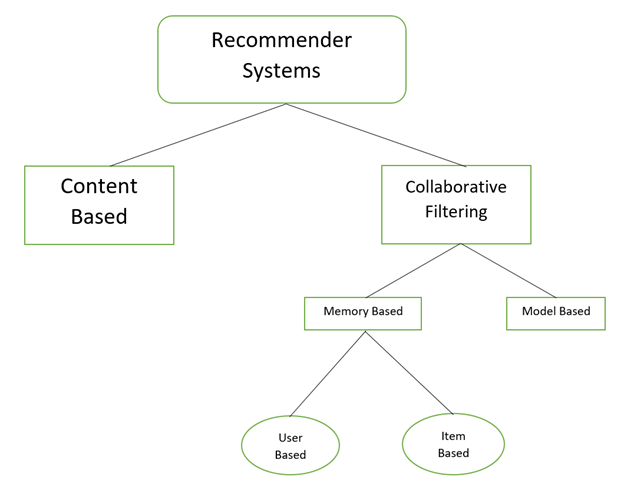 Recommender
Systems
Content
Based
Collaborative
Filtering
Memory Based
Model Based
User
Based
Item
Based